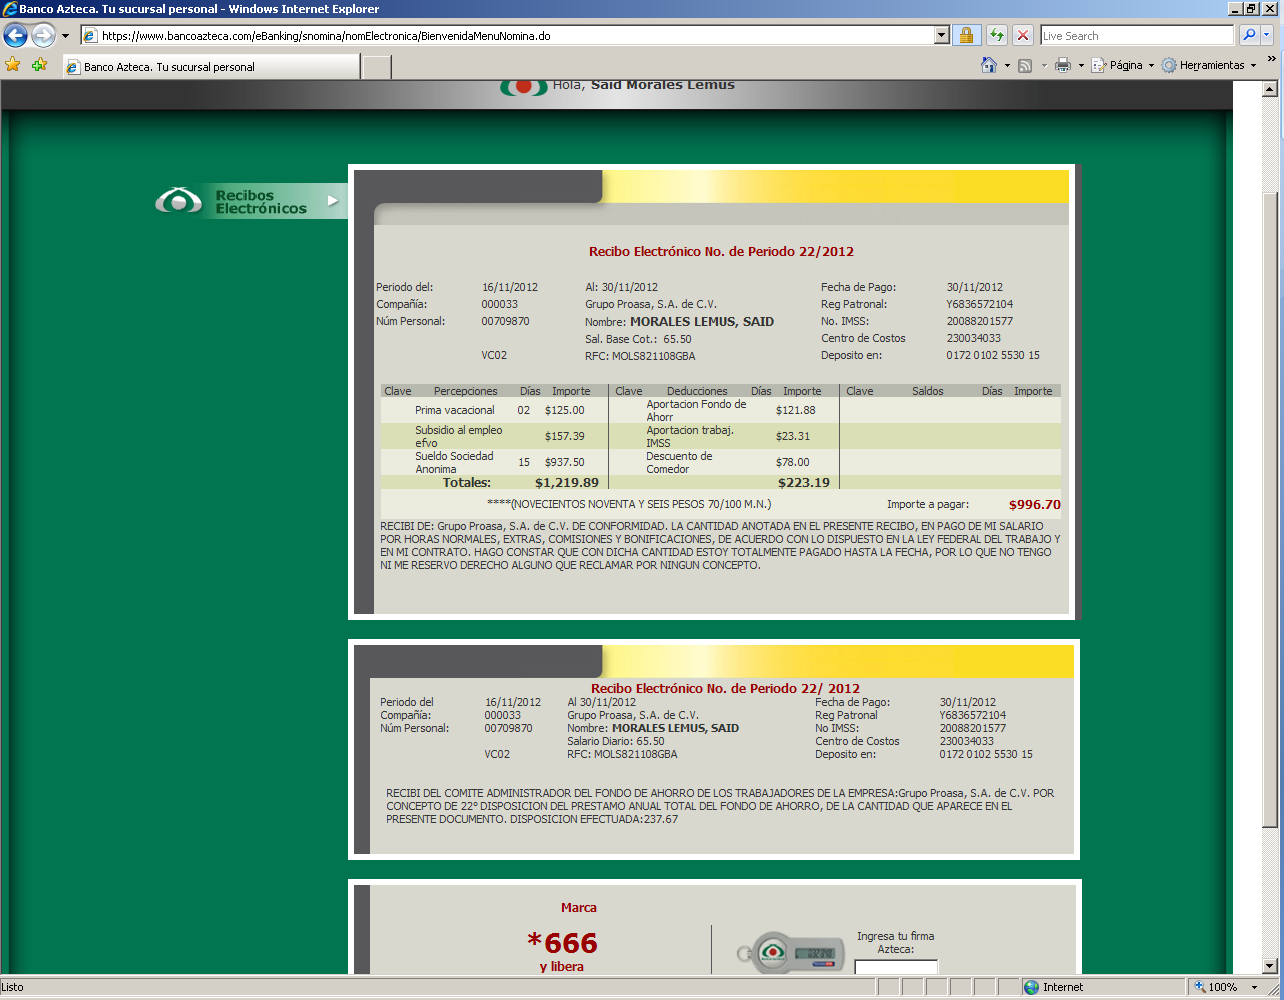 Banco Azteca. Tu sucursal personal - Windows Internet Explorer
https://www.bancoazteca.com/eBanking/snomina/nomElectronica/BienvenidaMenuNomina.do
Live Search
Banco Azteca. Tu sucursal personal
Página
Herramientas
»
Hola, Said Morales Lemus
Recibos
Electrónicos
Recibo Electrónico No. de Periodo 22/2012
Periodo del: 16/11/2012 Al: 30/11/2012 Fecha de Pago: 30/11/2012
Compañía: 000033 Grupo Proasa, S.A. de C.V. Reg Patronal: Y6836572104
Núm Personal: 00709870 Nombre: MORALES LEMUS, SAID No. IMSS: 20088201577
Sal. Base Cot.: 65.50 Centro de Costos 230034033
VC02 RFC: MOLS821108GBA Deposito en: 0172 0102 5530 15
Clave Percepciones Días Importe Clave Deducciones Días Importe Clave Saldos Días Importe
Prima vacacional 02 $125.00 Aportacion Fondo de
Ahorr $121.88
Subsidio al empleo
efvo $157.39 Aportacion trabaj.
IMSS $23.31
Sueldo Sociedad
Anonima 15 $937.50 Descuento de
Comedor $78.00
Totales: $1,219.89 $223.19
****(NOVECIENTOS NOVENTA Y SEIS PESOS 70/100 M.N.) Importe a pagar: $996.70
RECIBI DE: Grupo Proasa, S.A. de C.V. DE CONFORMIDAD. LA CANTIDAD ANOTADA EN EL PRESENTE RECIBO, EN PAGO DE MI SALARIO
POR HORAS NORMALES, EXTRAS, COMISIONES Y BONIFICACIONES, DE ACUERDO CON LO DISPUESTO EN LA LEY FEDERAL DEL TRABAJO Y
EN MI CONTRATO. HAGO CONSTAR QUE CON DICHA CANTIDAD ESTOY TOTALMENTE PAGADO HASTA LA FECHA, POR LO QUE NO TENGO
NI ME RESERVO DERECHO ALGUNO QUE RECLAMAR POR NINGUN CONCEPTO.
Recibo Electrónico No. de Periodo 22/ 2012
Periodo del 16/11/2012 Al 30/11/2012 Fecha de Pago: 30/11/2012
Compañía: 000033 Grupo Proasa, S.A. de C.V. Reg Patronal Y6836572104
Núm Personal: 00709870 Nombre: MORALES LEMUS, SAID No IMSS: 20088201577
Salario Diario: 65.50 Centro de Costos 230034033
VC02 RFC: MOLS821108GBA Deposito en: 0172 0102 5530 15
RECIBI DEL COMITE ADMINISTRADOR DEL FONDO DE AHORRO DE LOS TRABAJADORES DE LA EMPRESA:Grupo Proasa, S.A. de C.V. POR
CONCEPTO DE 22º DISPOSICION DEL PRESTAMO ANUAL TOTAL DEL FONDO DE AHORRO, DE LA CANTIDAD QUE APARECE EN EL
PRESENTE DOCUMENTO. DISPOSICION EFECTUADA:237.67
Marca
*666
y libera
Ingresa tu firma
Azteca:
Listo
Internet
100%